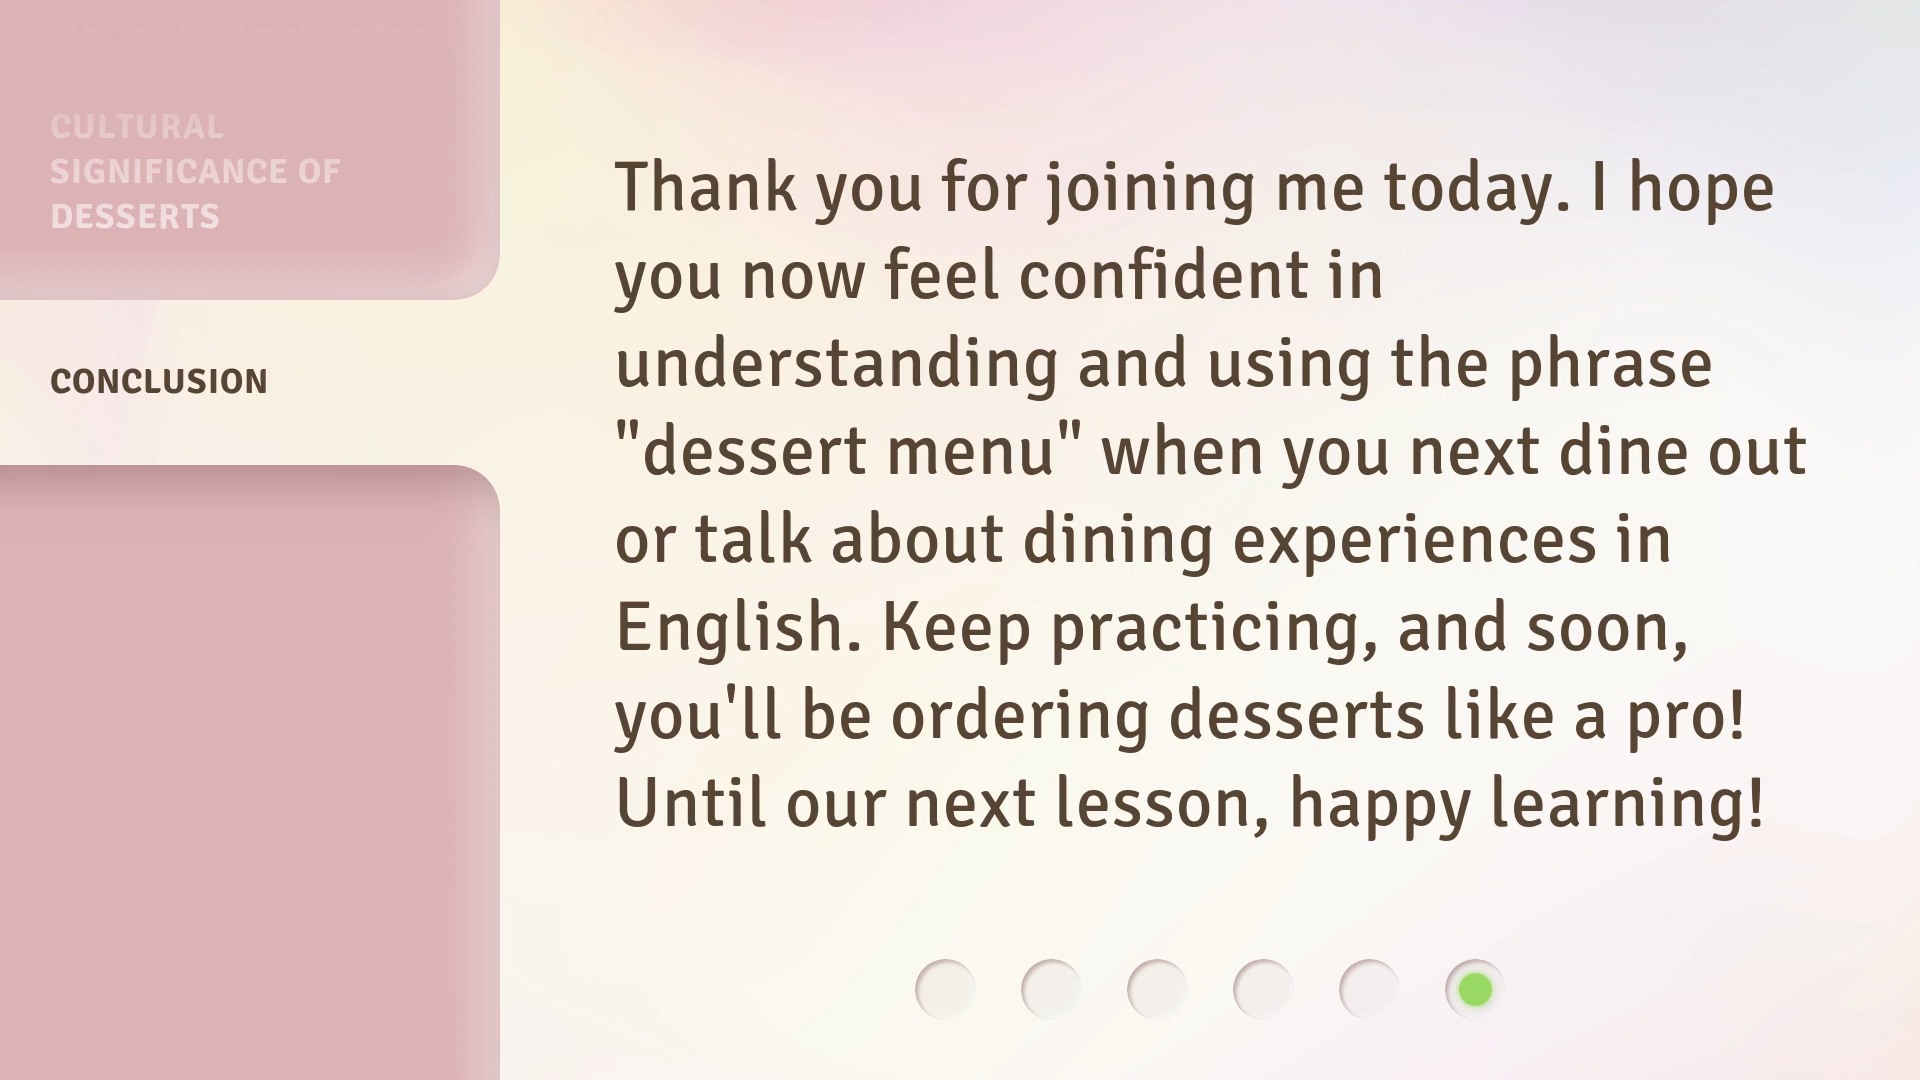 CULTURAL
SIGNIFICANCE OF
DESSERTS
CONCLUSION
Thank you for joining me today. I hope
you now feel confident in
understanding and using the phrase
"dessert menu" when you next dine out
or talk about dining experiences in
English. Keep practicing, and soon,
you'll be ordering desserts like a pro!
Until our next lesson, happy learning!